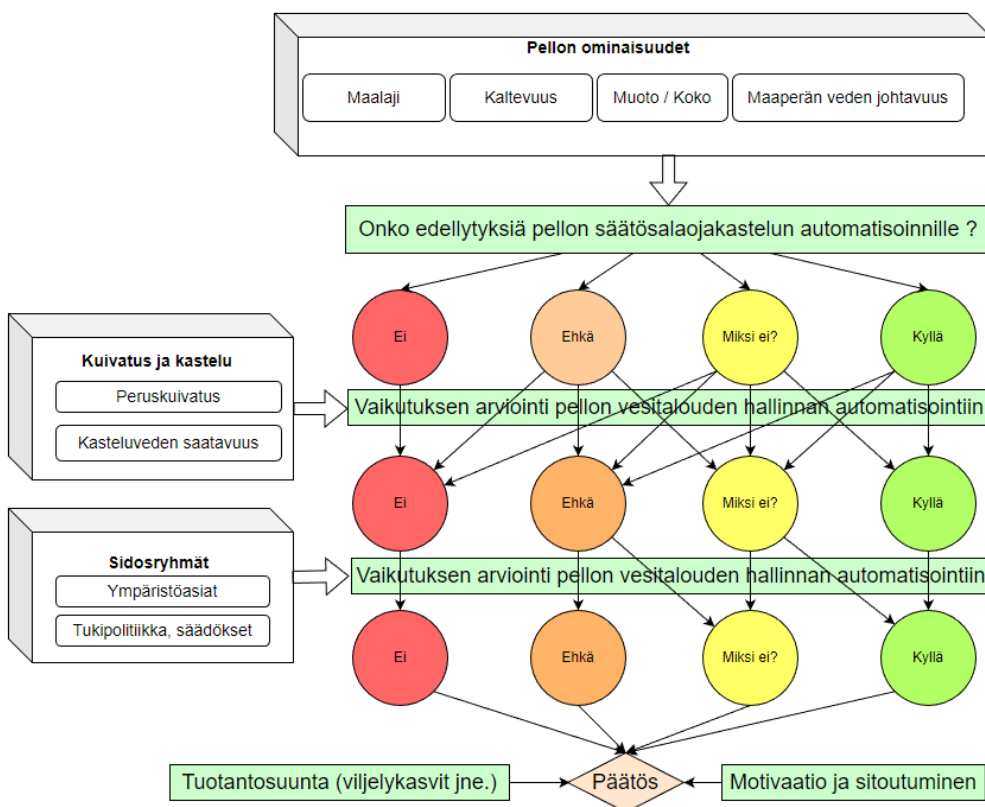 Pellon ominaisuudet
Maalaji
Kaltevuus
Muoto / Koko
Maaperän veden johtavuus
Onko edellytyksiä pellon säätösalaojakastelun automatisoinnille ?
Ei
Ehkä
Miksi ei?
Kyllä
Kuivatus ja kastelu
Peruskuivatus
Kasteluveden saatavuus
Vaikutuksen arviointi pellon vesitalouden hallinnan automatisointiin
Ei
Ehkä
Miksi ei?
Kyllä
Sidosryhmät
Ympäristöasiat
Tukipolitiikka, säädökset
Vaikutuksen arviointi pellon vesitalouden hallinnan automatisointiin
Ei
Ehkä
Miksi ei?
Kyllä
Tuotantosuunta (viljelykasvit jne.)
Päätös
Motivaatio ja sitoutuminen